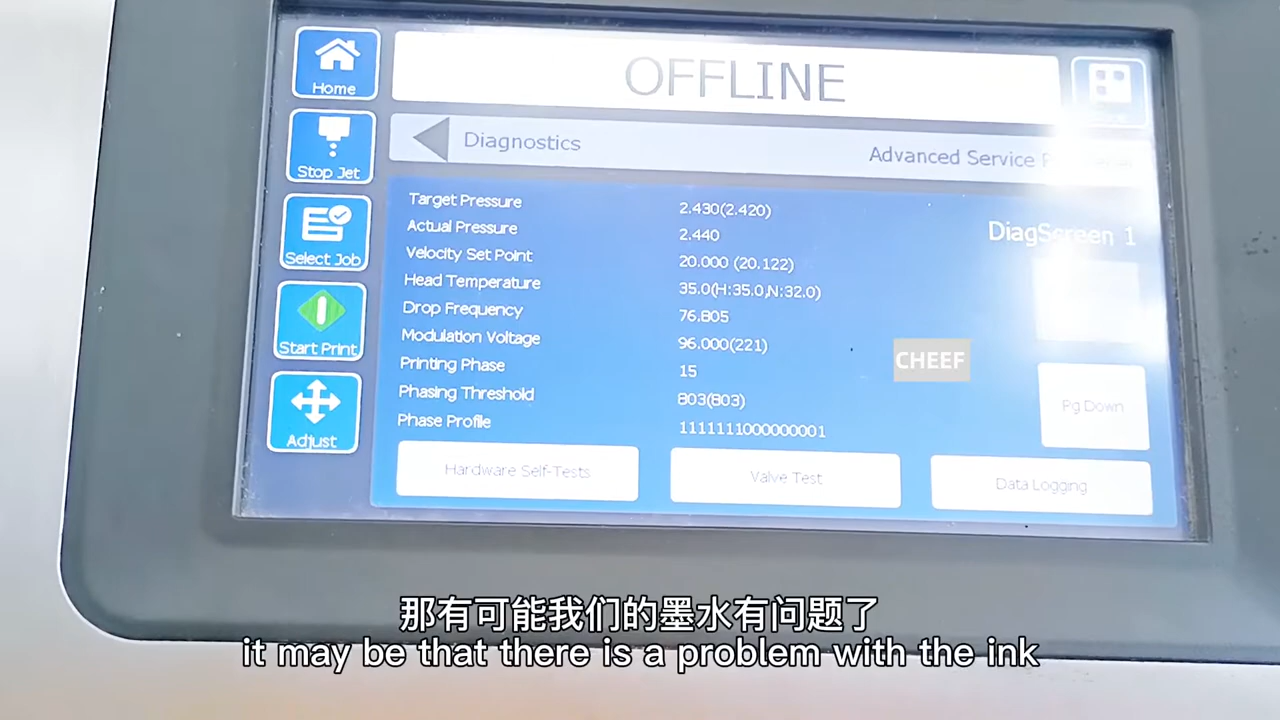 Home
OFFLINE
Stop Jet
Diagnostics
Advanced Service
Select Job
Start Print
Adjust
DiagScreen 1
Target Pressure 2.430(2.420)
Actual Pressure 2.440
Velocity Set Point 20.000 (20.122)
Head Temperature 35.0(H:35.0,N:32.0)
Drop Frequency 76.805
Modulation Voltage 96.000(221)
Printing Phase 15
Phasing Threshold 803(803)
Phase Profile 1111111000000001
CHEEF
Pg Down
Hardware Self-Tests
Valve Test
Data Logging
那有可能我们的墨水有问题了
it may be that there is a problem with the ink